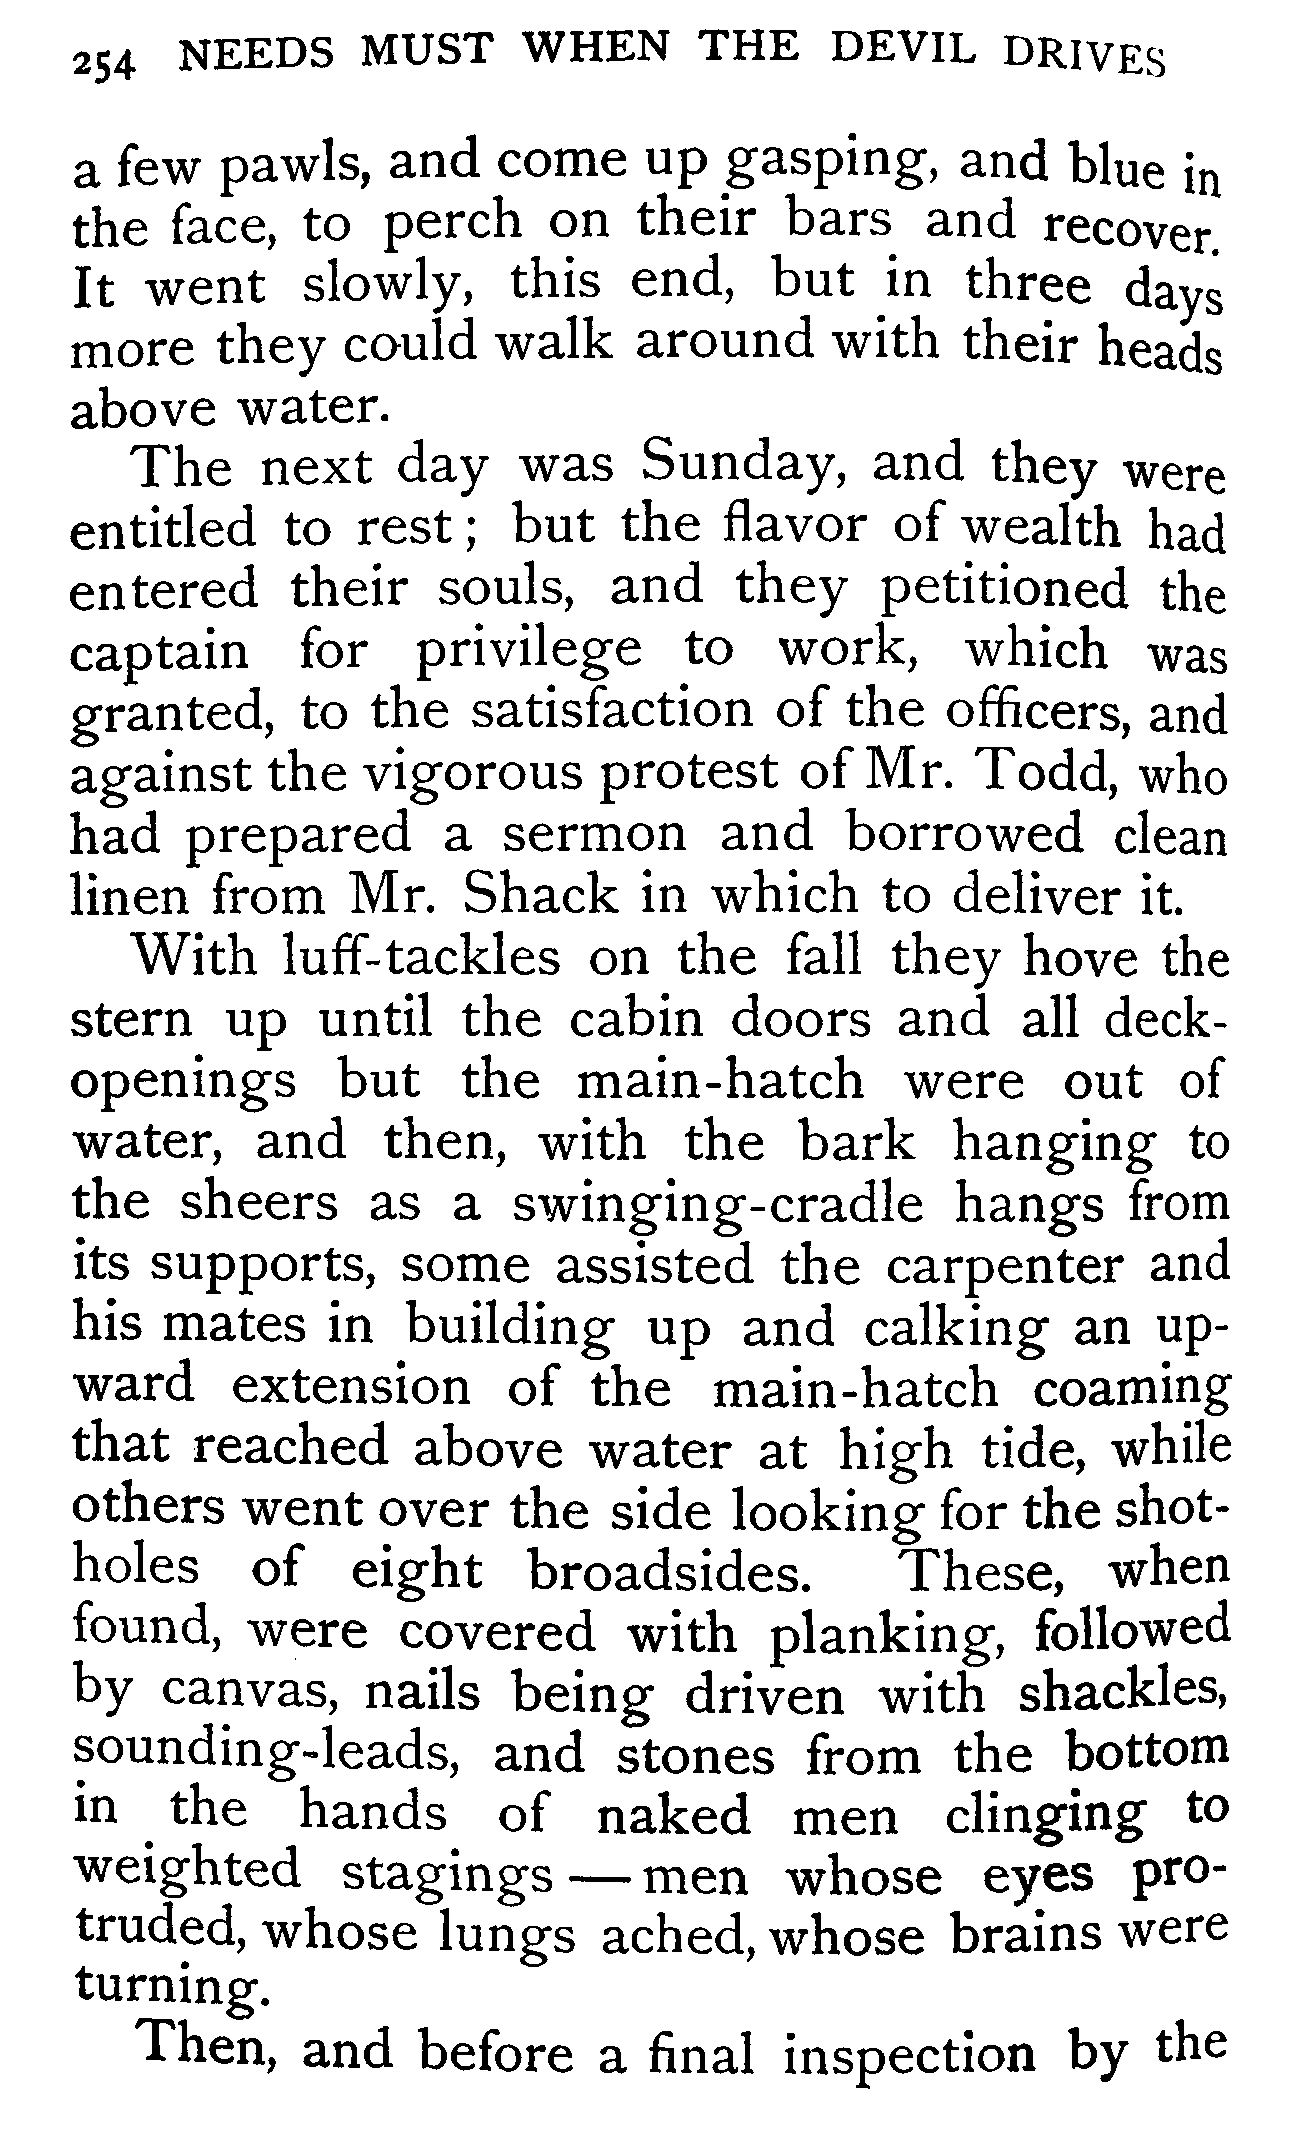 254 NEEDS MUST WHEN THE DEVIL DRIVES
a few pawls, and come up gasping, and blue in
the face, to perch on their bars and recover.
It went slowly, this end, but in three days
more they could walk around with their heads
above water.
The next day was Sunday, and they were
entitled to rest; but the flavor of wealth had
entered their souls, and they petitioned the
captain for privilege to work, which was
granted, to the satisfaction of the officers, and
against the vigorous protest of Mr. Todd, who
had prepared a sermon and borrowed clean
linen from Mr. Shack in which to deliver it.
With luff-tackles on the fall they hove the
stern up until the cabin doors and all deck-
openings but the main-hatch were out of
water, and then, with the bark hanging to
the sheers as a swinging-cradle hangs from
its supports, some assisted the carpenter and
his mates in building up and calking an up-
ward extension of the main-hatch coaming
that reached above water at high tide, while
others went over the side looking for the shot-
holes of eight broadsides. These, when
found, were covered with planking, followed
by canvas, nails being driven with shackles,
sounding-leads, and stones from the bottom
in the hands of naked men clinging to
weighted stagings — men whose eyes pro-
truded, whose lungs ached, whose brains were
turning.
Then, and before a final inspection by the